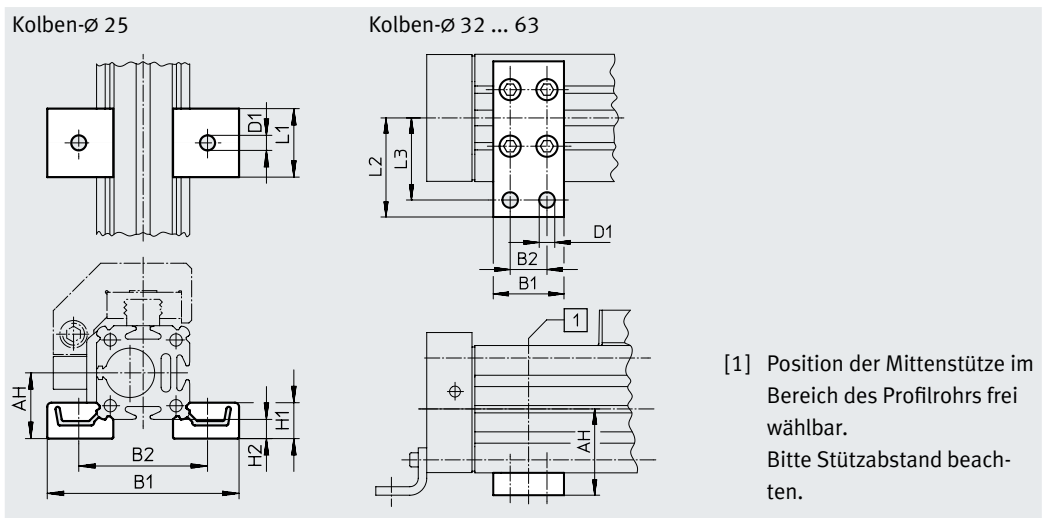 Kolben-Ø 25
Kolben-Ø 32 ... 63
D1
L1
L2
L3
D1
B2
B1
1
AH
H1
H2
B2
B1
AH
[1] Position der Mittenstütze im
Bereich des Profilrohrs frei
wählbar.
Bitte Stützabstand beach-
ten.